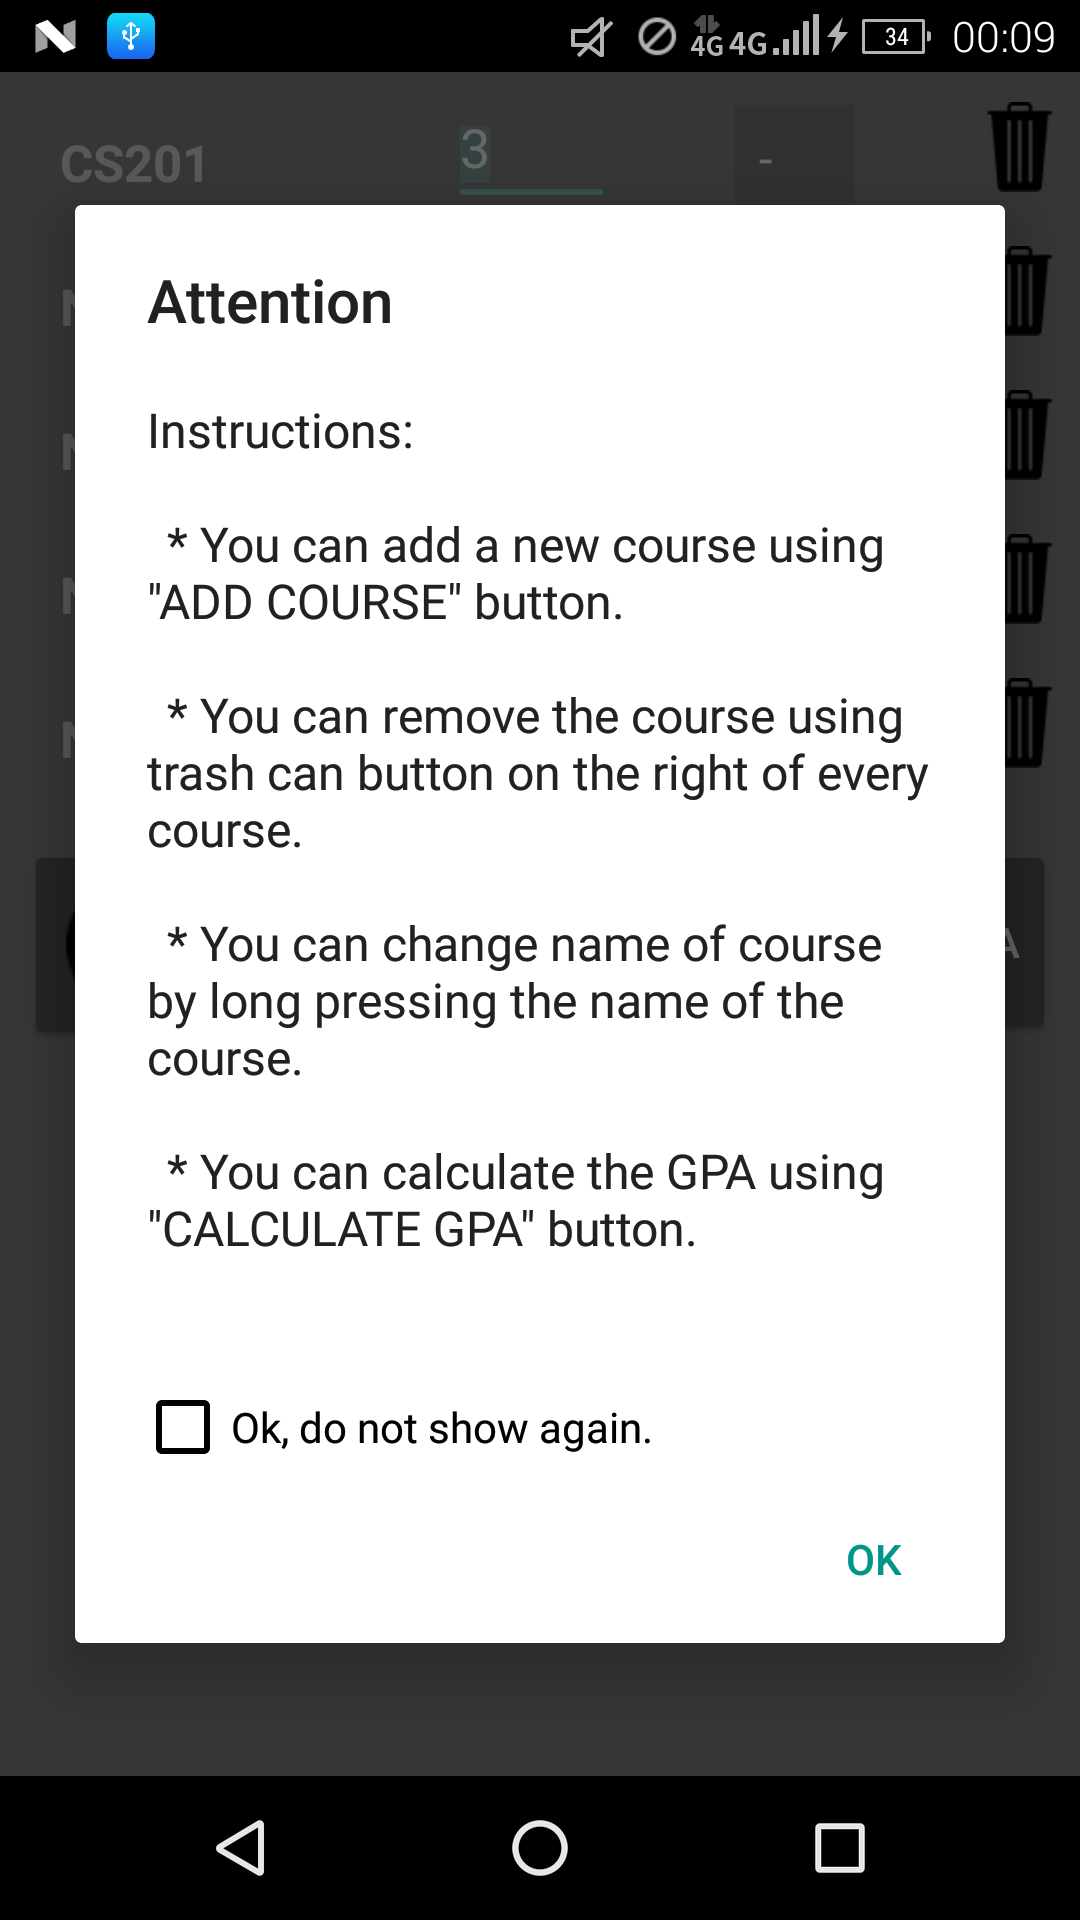 4G 4G 34 00:09
CS201 3 -
Attention
Instructions:
* You can add a new course using
"ADD COURSE" button.
* You can remove the course using
trash can button on the right of every
course.
* You can change name of course
by long pressing the name of the
course.
* You can calculate the GPA using
"CALCULATE GPA" button.
Ok, do not show again.
OK